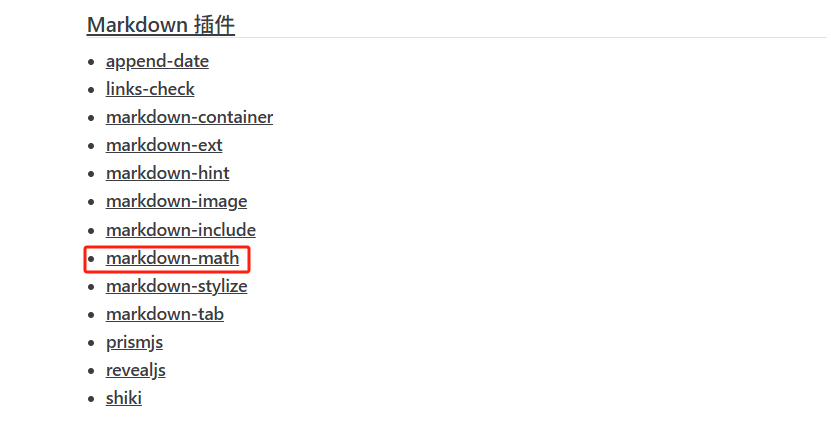 Markdown 插件
append-date
links-check
markdown-container
markdown-ext
markdown-hint
markdown-image
markdown-include
markdown-math
markdown-stylize
markdown-tab
prismjs
revealjs
shiki